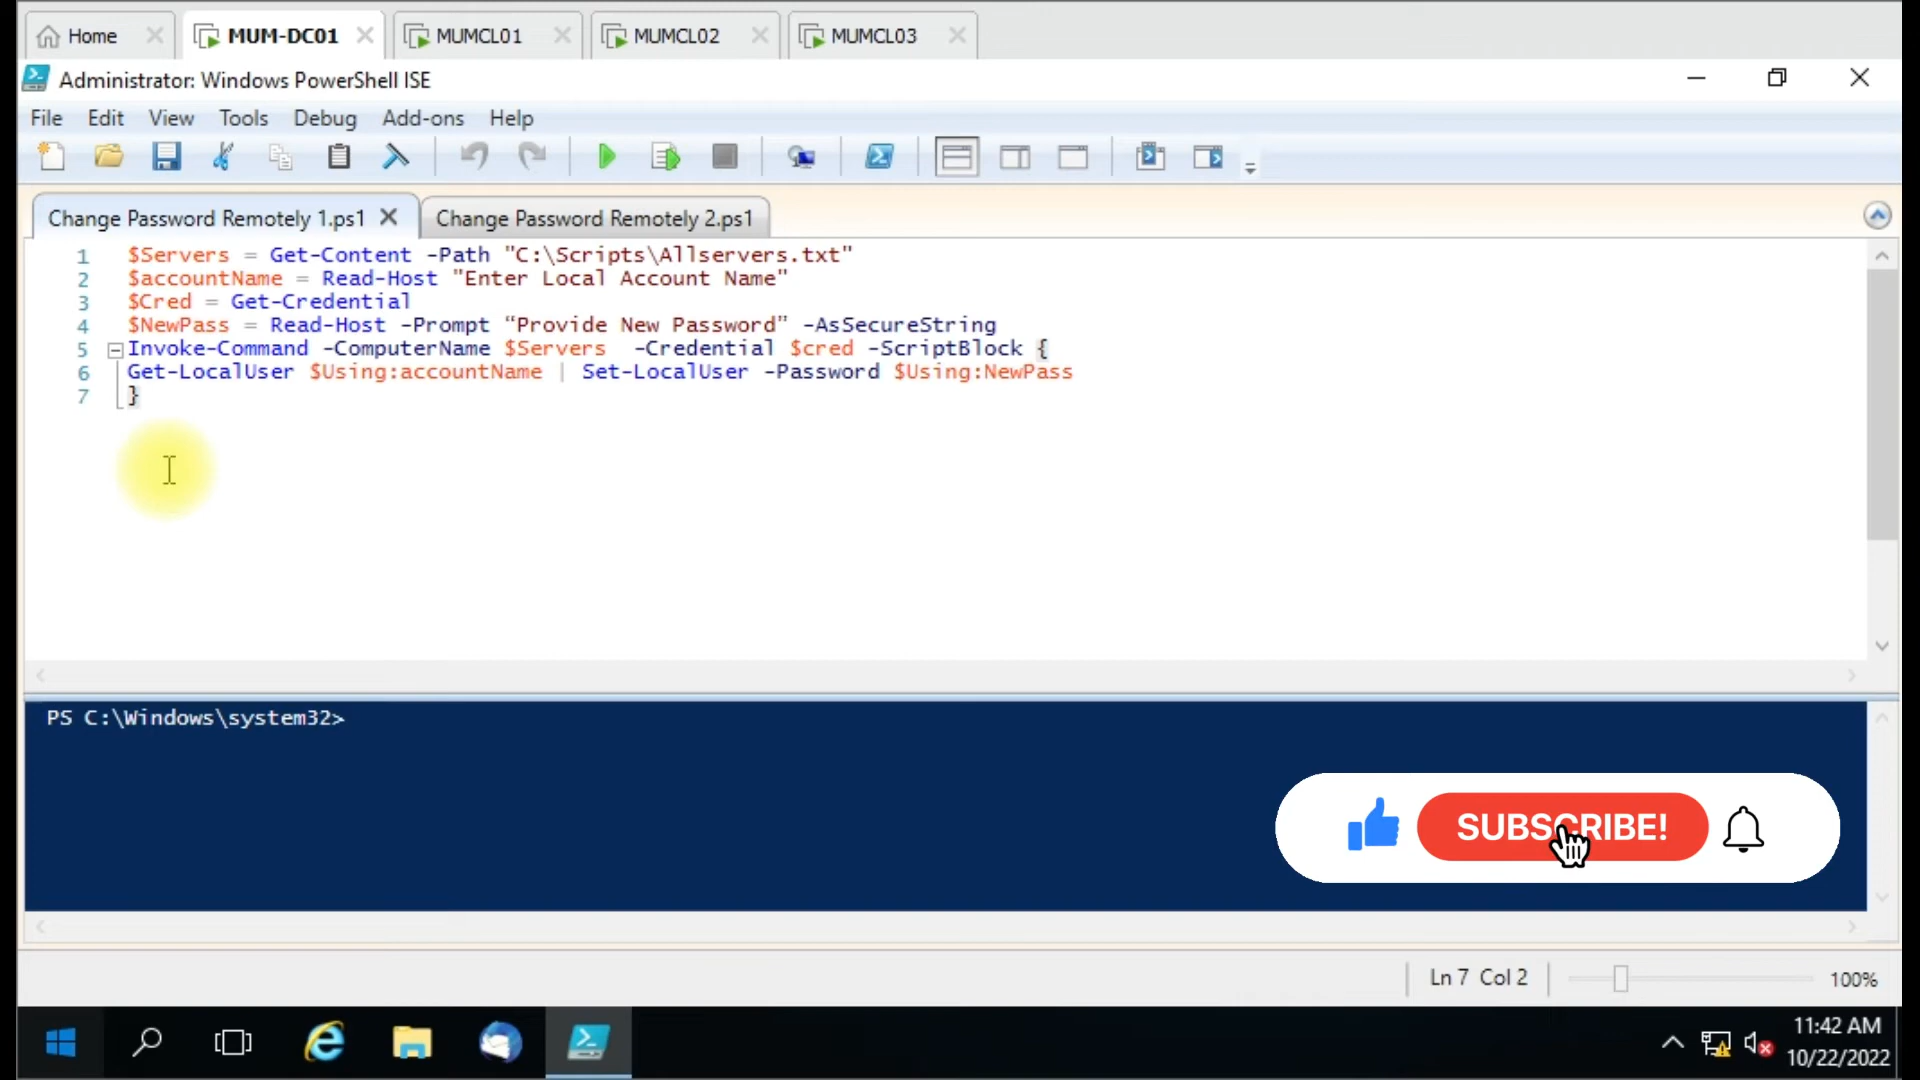 Home
MUM-DC01
MUMCL01
MUMCL02
MUMCL03
Administrator: Windows PowerShell ISE
File Edit View Tools Debug Add-ons Help
Change Password Remotely 1.ps1
Change Password Remotely 2.ps1
1 $Servers = Get-Content -Path "C:\Scripts\Allservers.txt"
2 $accountName = Read-Host "Enter Local Account Name"
3 $Cred = Get-Credential
4 $NewPass = Read-Host -Prompt "Provide New Password" -AsSecureString
5 Invoke-Command -ComputerName $Servers  -Credential $cred -ScriptBlock {
6 Get-LocalUser $Using:accountName | Set-LocalUser -Password $Using:NewPass
7 }
PS C:\Windows\system32>
SUBSCRIBE!
Ln 7 Col 2
100%
11:42 AM
10/22/2022